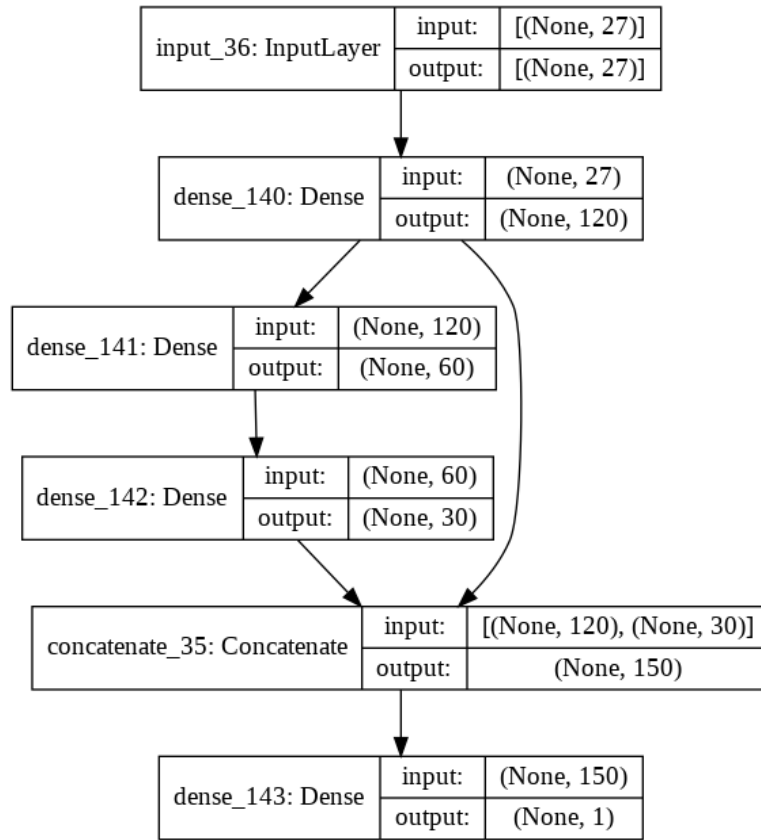 input_36: InputLayer
input: [(None, 27)]
output: [(None, 27)]
dense_140: Dense
input: (None, 27)
output: (None, 120)
dense_141: Dense
input: (None, 120)
output: (None, 60)
dense_142: Dense
input: (None, 60)
output: (None, 30)
concatenate_35: Concatenate
input: [(None, 120), (None, 30)]
output: (None, 150)
dense_143: Dense
input: (None, 150)
output: (None, 1)